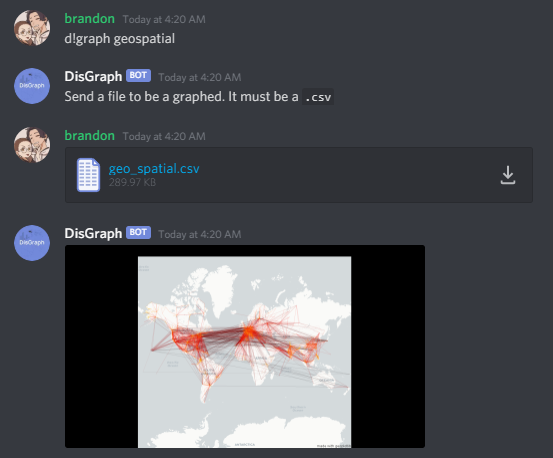 brandon Today at 4:20 AM
d!graph geospatial
DisGraph
DisGraph BOT Today at 4:20 AM
Send a file to be a graphed. It must be a .csv
brandon Today at 4:20 AM
geo_spatial.csv
289.97 KB
DisGraph
DisGraph BOT Today at 4:20 AM